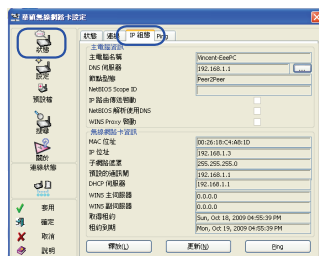 華碩無線網路卡設定
狀態
設定
預設檔
搜尋
關於
連線狀態
套用
確定
取消
說明
狀態 連線 IP 組態 Ping
主電腦資訊
主電腦名稱 Vincent-EeePC
DNS 伺服器 192.168.1.1 ...
節點型態 Peer2Peer
NetBIOS Scope ID
IP 路由傳送啟動
NetBIOS 解析使用DNS
WINS Proxy 啟動
無線網路卡資訊
MAC 位址 00:26:18:C4:A8:1D
IP 位址 192.168.1.3
子網路遮罩 255.255.255.0
預設的通訊閘 192.168.1.1
DHCP 伺服器 192.168.1.1
WINS 主伺服器 0.0.0.0
WINS 副伺服器 0.0.0.0
取得租約 Sun, Oct 18, 2009 04:55:39 PM
租約到期 Mon, Oct 19, 2009 04:55:39 PM
釋放(L) 更新(N) Ping